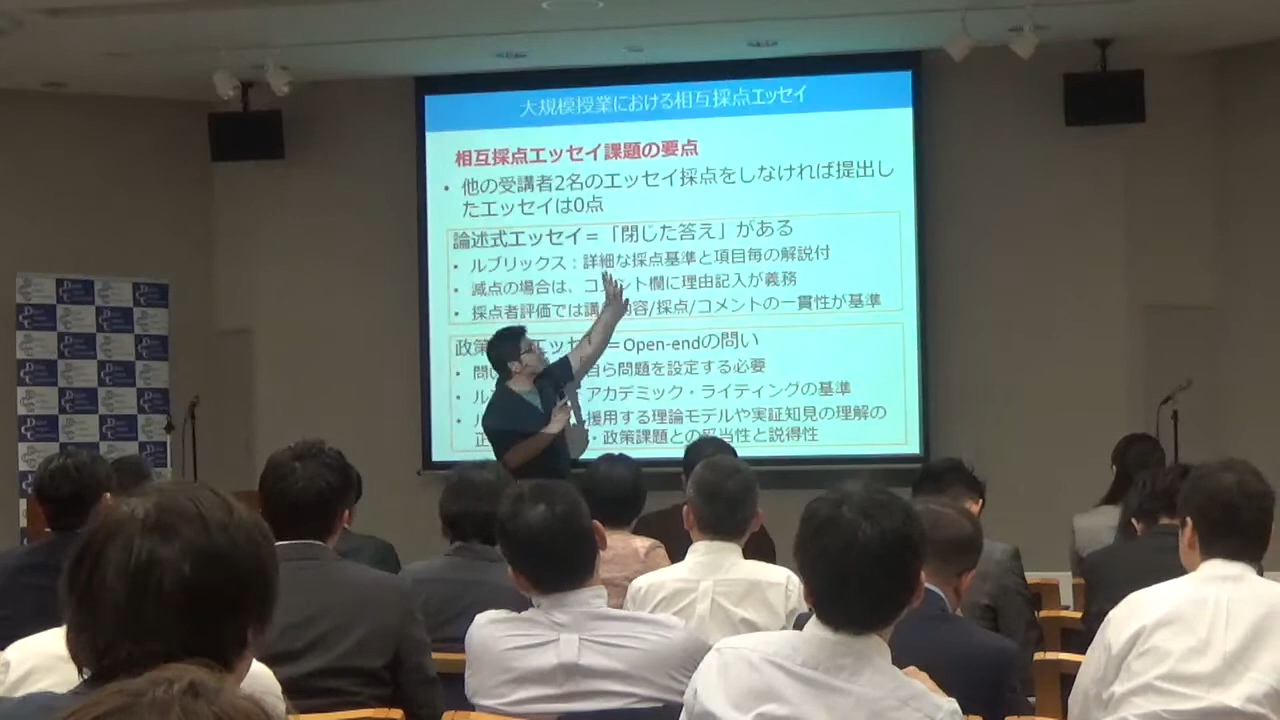 大規模授業における相互採点エッセイ
相互採点エッセイ課題の要点
• 他の受講者2名のエッセイ採点をしなければ提出し
たエッセイは0点
論述式エッセイ=「閉じた答え」がある
• ルブリックス:詳細な採点基準と項目毎の解説付
• 減点の場合は、コメント欄に理由記入が義務
• 採点者評価では講 内容/採点/コメントの一貫性が基準
政策 エッセ =Open-endの問い
• 問 自ら問題を設定する必要
• ル アカデミック・ライティングの基準
• 援用する理論モデルや実証知見の理解の
正 ・政策課題との妥当性と説得性